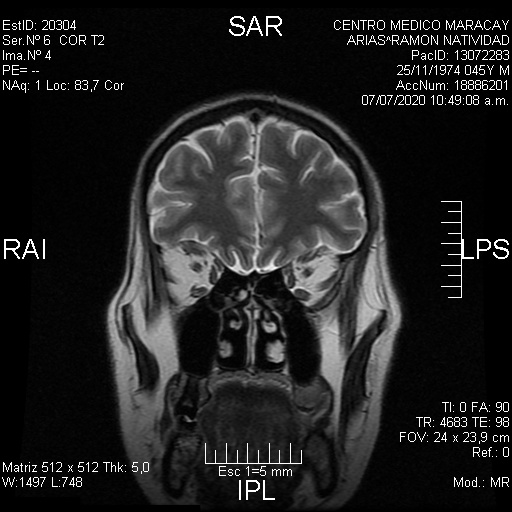 EstID: 20304
Ser.Nº 6 COR T2
Ima.Nº 4
PE= --
NAq: 1 Loc: 83,7 Cor
SAR
CENTRO MEDICO MARACAY
ARIAS^RAMON NATIVIDAD
PacID: 13072283
25/11/1974 045Y M
AccNum: 18886201
07/07/2020 10:49:08 a.m.
RAI
LPS
TI: 0 FA: 90
TR: 4683 TE: 98
FOV: 24 x 23,9 cm
Ref.: 0
Matriz 512 x 512 Thk: 5,0
W:1497 L:748
Esc 1=5 mm
IPL
Mod.: MR